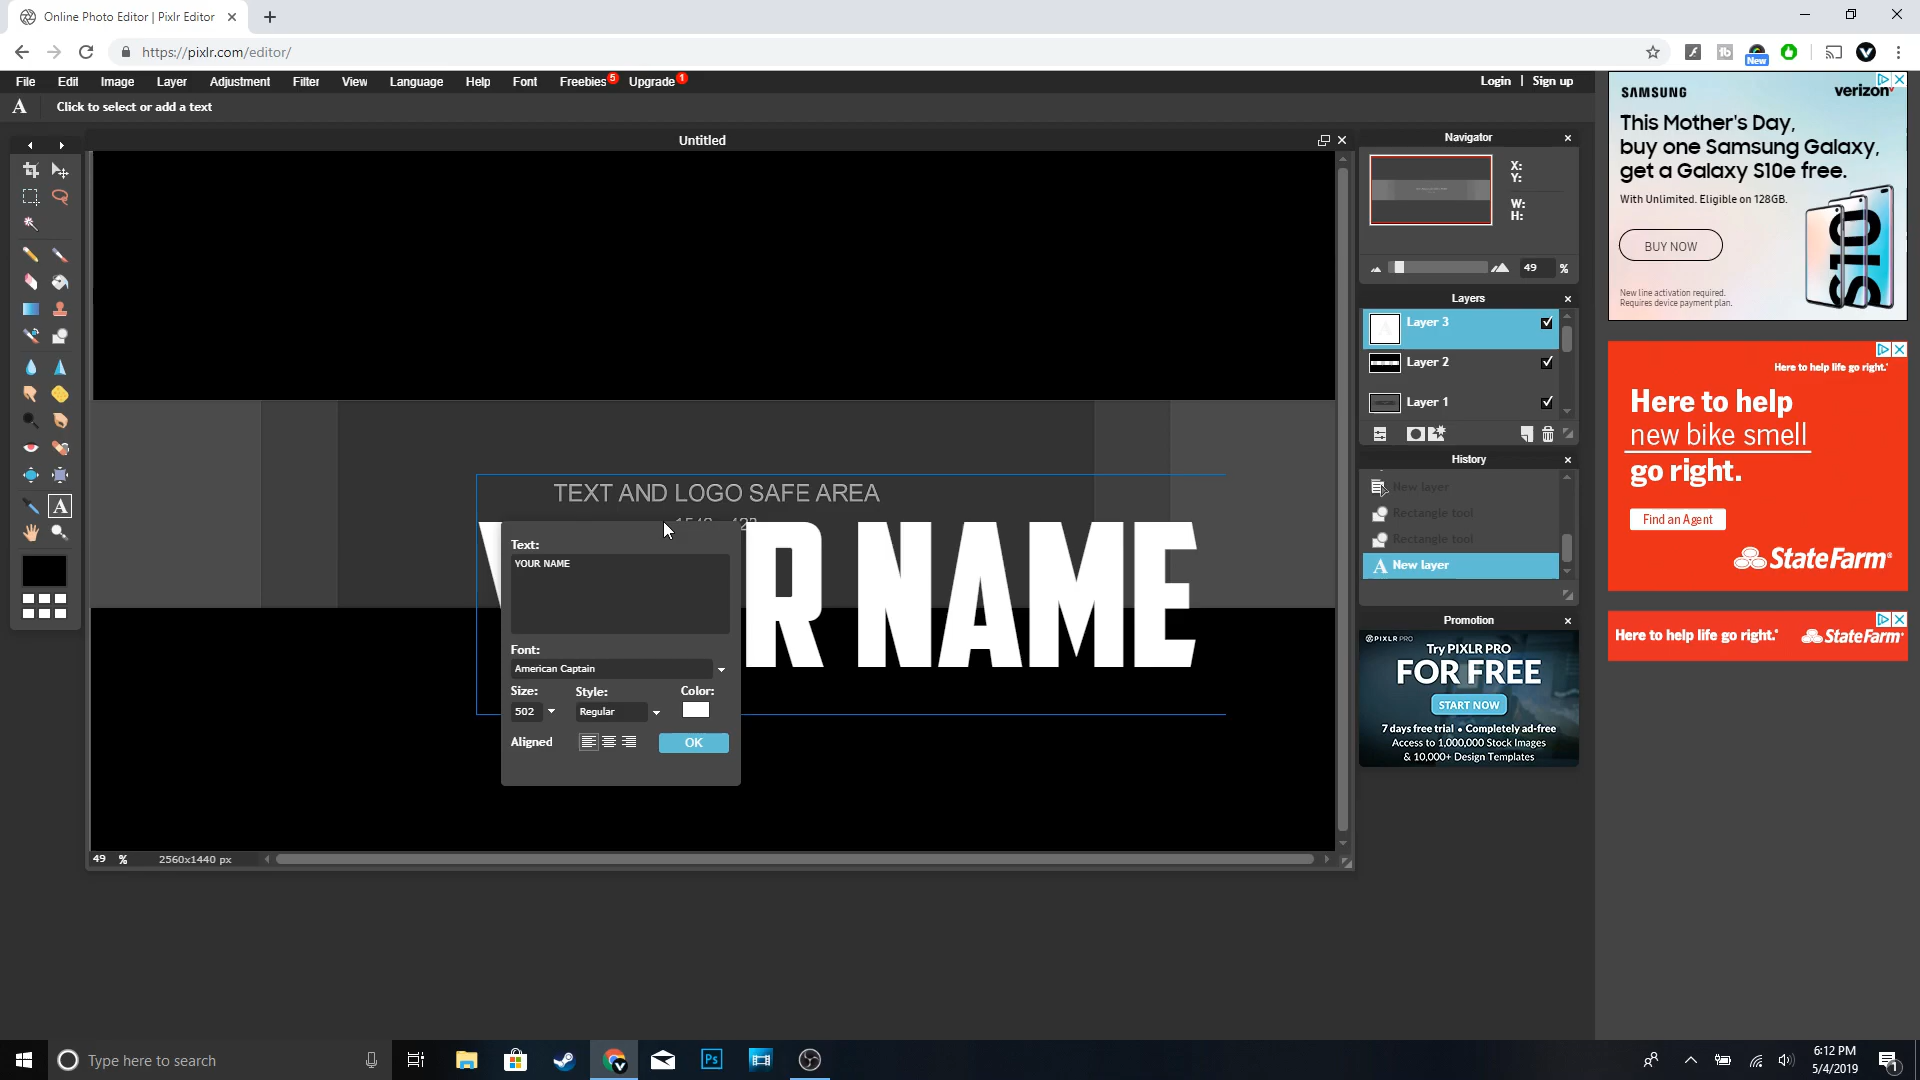 Online Photo Editor | Pixlr Editor
https://pixlr.com/editor/
New
File Edit Image Layer Adjustment Filter View Language Help Font Freebies 5 Upgrade 1
Login | Sign up
A Click to select or add a text
Untitled
TEXT AND LOGO SAFE AREA
R NAME
Text:
YOUR NAME
Font:
American Captain
Size: Style: Color:
502 Regular
Aligned OK
49 % 2560x1440 px
Navigator
X:
Y:
W:
H:
49 %
Layers
Layer 3
Layer 2
Layer 1
History
New layer
Rectangle tool
Rectangle tool
A New layer
Promotion
PIXLR PRO
Try PIXLR PRO
FOR FREE
START NOW
7 days free trial • Completely ad-free
Access to 1,000,000 Stock Images
& 10,000+ Design Templates
SAMSUNG verizon
This Mother's Day,
buy one Samsung Galaxy,
get a Galaxy S10e free.
With Unlimited. Eligible on 128GB.
BUY NOW
S10
New line activation required.
Requires device payment plan.
Here to help life go right.®
Here to help
new bike smell
go right.
Find an Agent
StateFarm®
Here to help life go right.® StateFarm®
Type here to search
Ps
6:12 PM
5/4/2019
1